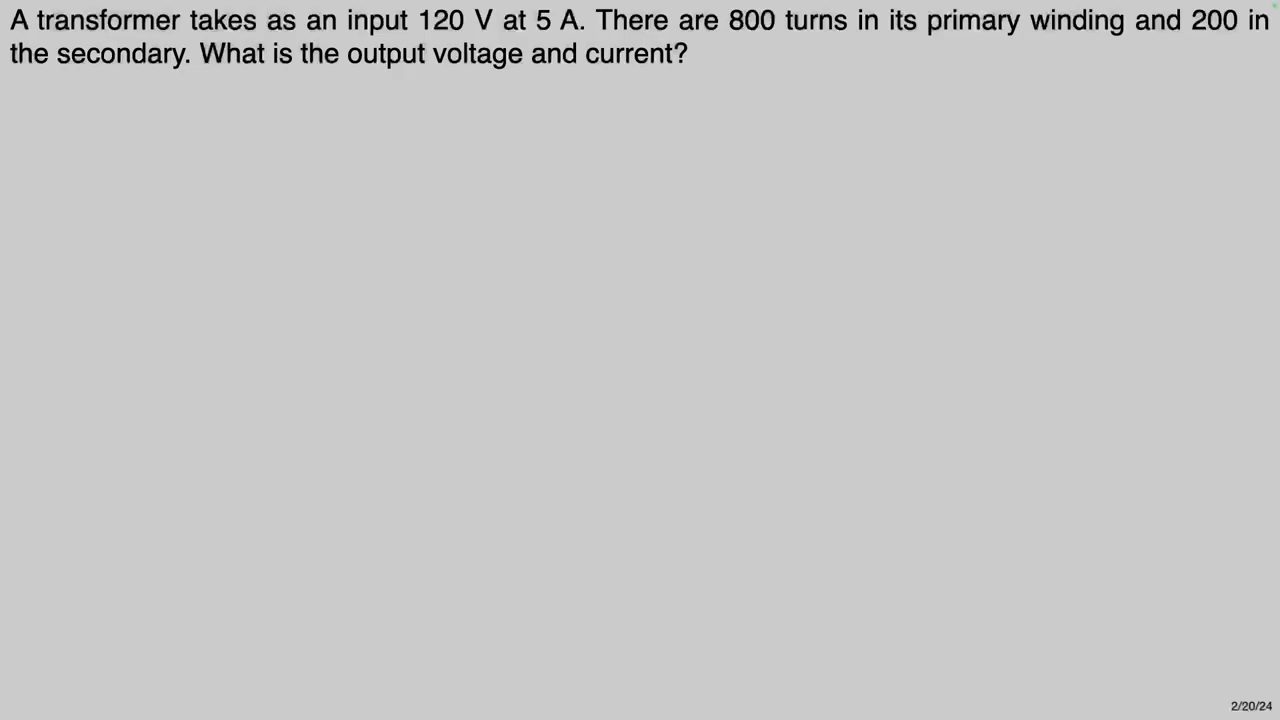 A transformer takes as an input 120 V at 5 A. There are 800 turns in its primary winding and 200 in
the secondary. What is the output voltage and current?
2/20/24